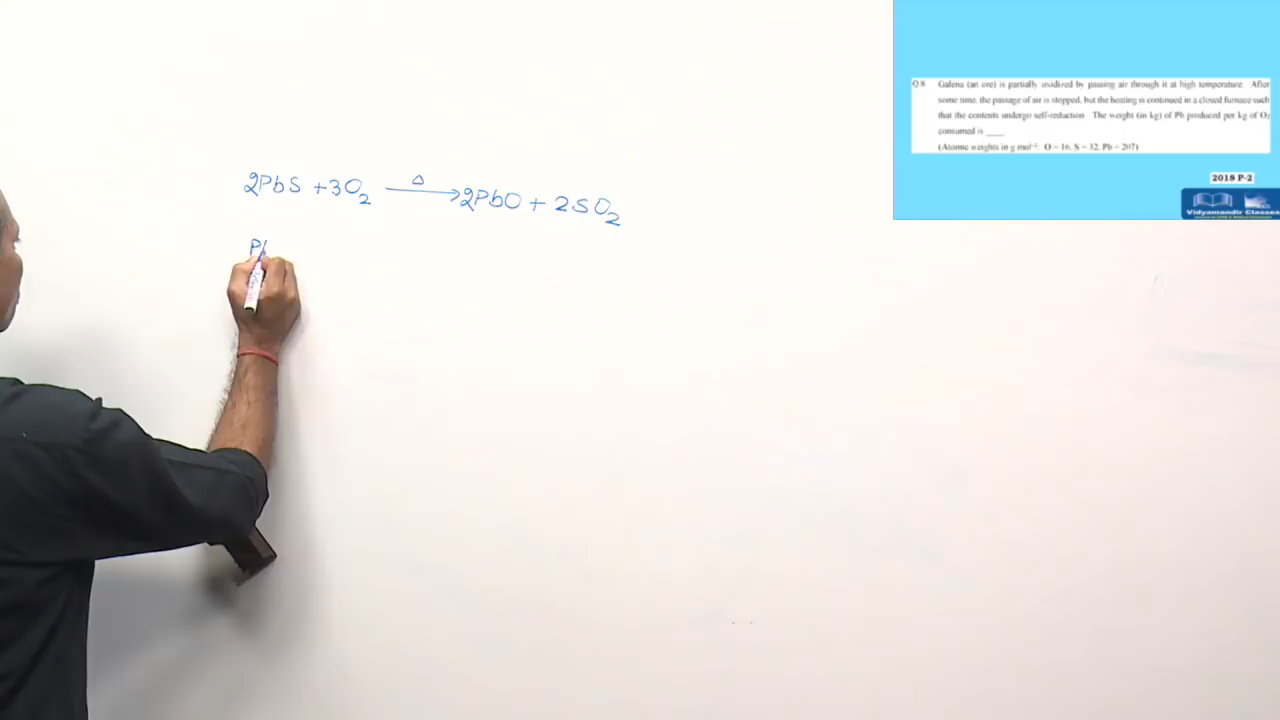 Q.8 Galena (an ore) is partially oxidized by passing air through it at high temperature. After
some time, the passage of air is stopped, but the heating is continued in a closed furnace such
that the contents undergo self-reduction. The weight (in kg) of Pb produced per kg of O₂
consumed is ____.
(Atomic weights in g mol⁻¹: O = 16, S = 32, Pb = 207)
2018 P-2
Vidyamandir Classes
2PbS + 3O₂ —Δ→ 2PbO + 2SO₂